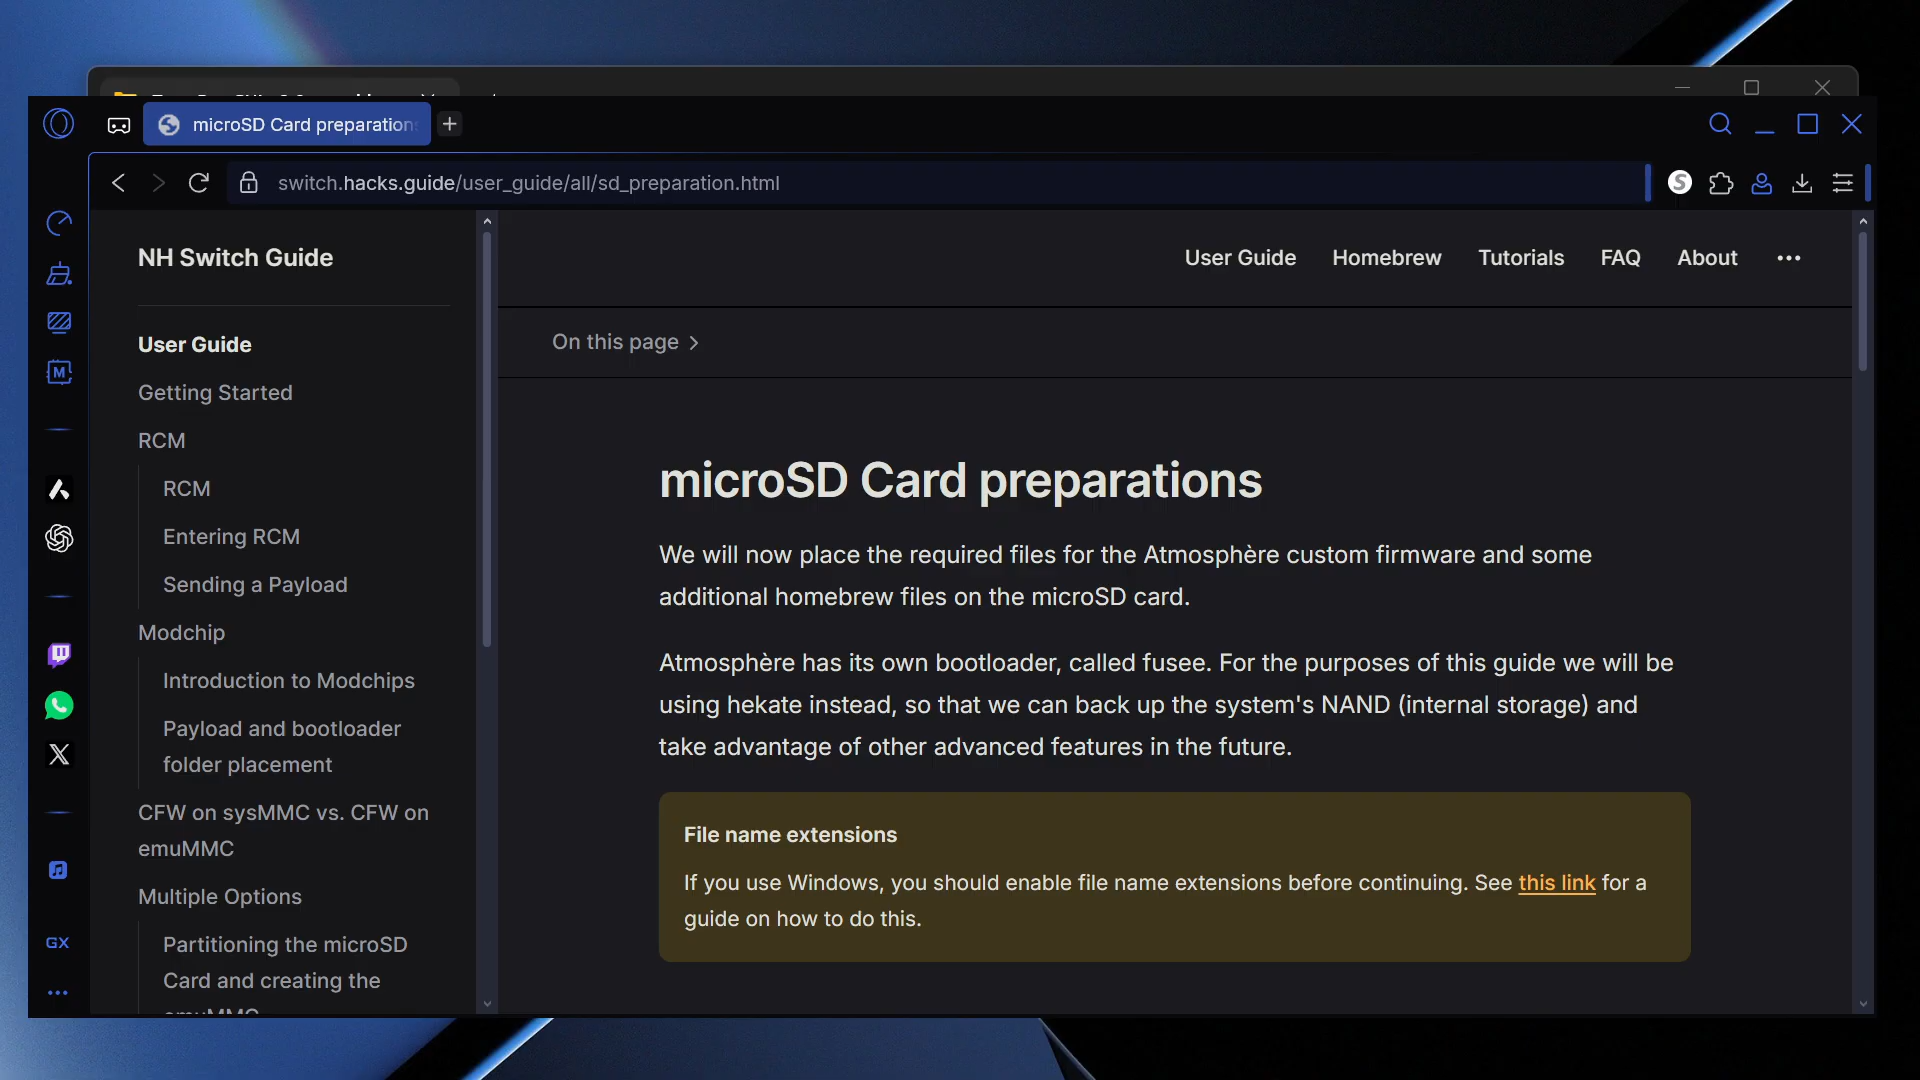 microSD Card preparation
switch.hacks.guide/user_guide/all/sd_preparation.html
S
M
GX
NH Switch Guide
User Guide
Getting Started
RCM
RCM
Entering RCM
Sending a Payload
Modchip
Introduction to Modchips
Payload and bootloader
folder placement
CFW on sysMMC vs. CFW on
emuMMC
Multiple Options
Partitioning the microSD
Card and creating the
emuMMC
User Guide Homebrew Tutorials FAQ About
On this page
microSD Card preparations
We will now place the required files for the Atmosphère custom firmware and some
additional homebrew files on the microSD card.
Atmosphère has its own bootloader, called fusee. For the purposes of this guide we will be
using hekate instead, so that we can back up the system's NAND (internal storage) and
take advantage of other advanced features in the future.
File name extensions
If you use Windows, you should enable file name extensions before continuing. See this link for a
guide on how to do this.